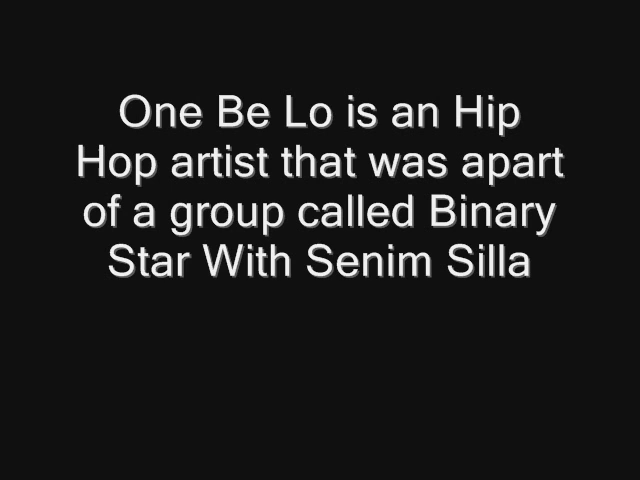 One Be Lo is an Hip
Hop artist that was apart
of a group called Binary
Star With Senim Silla